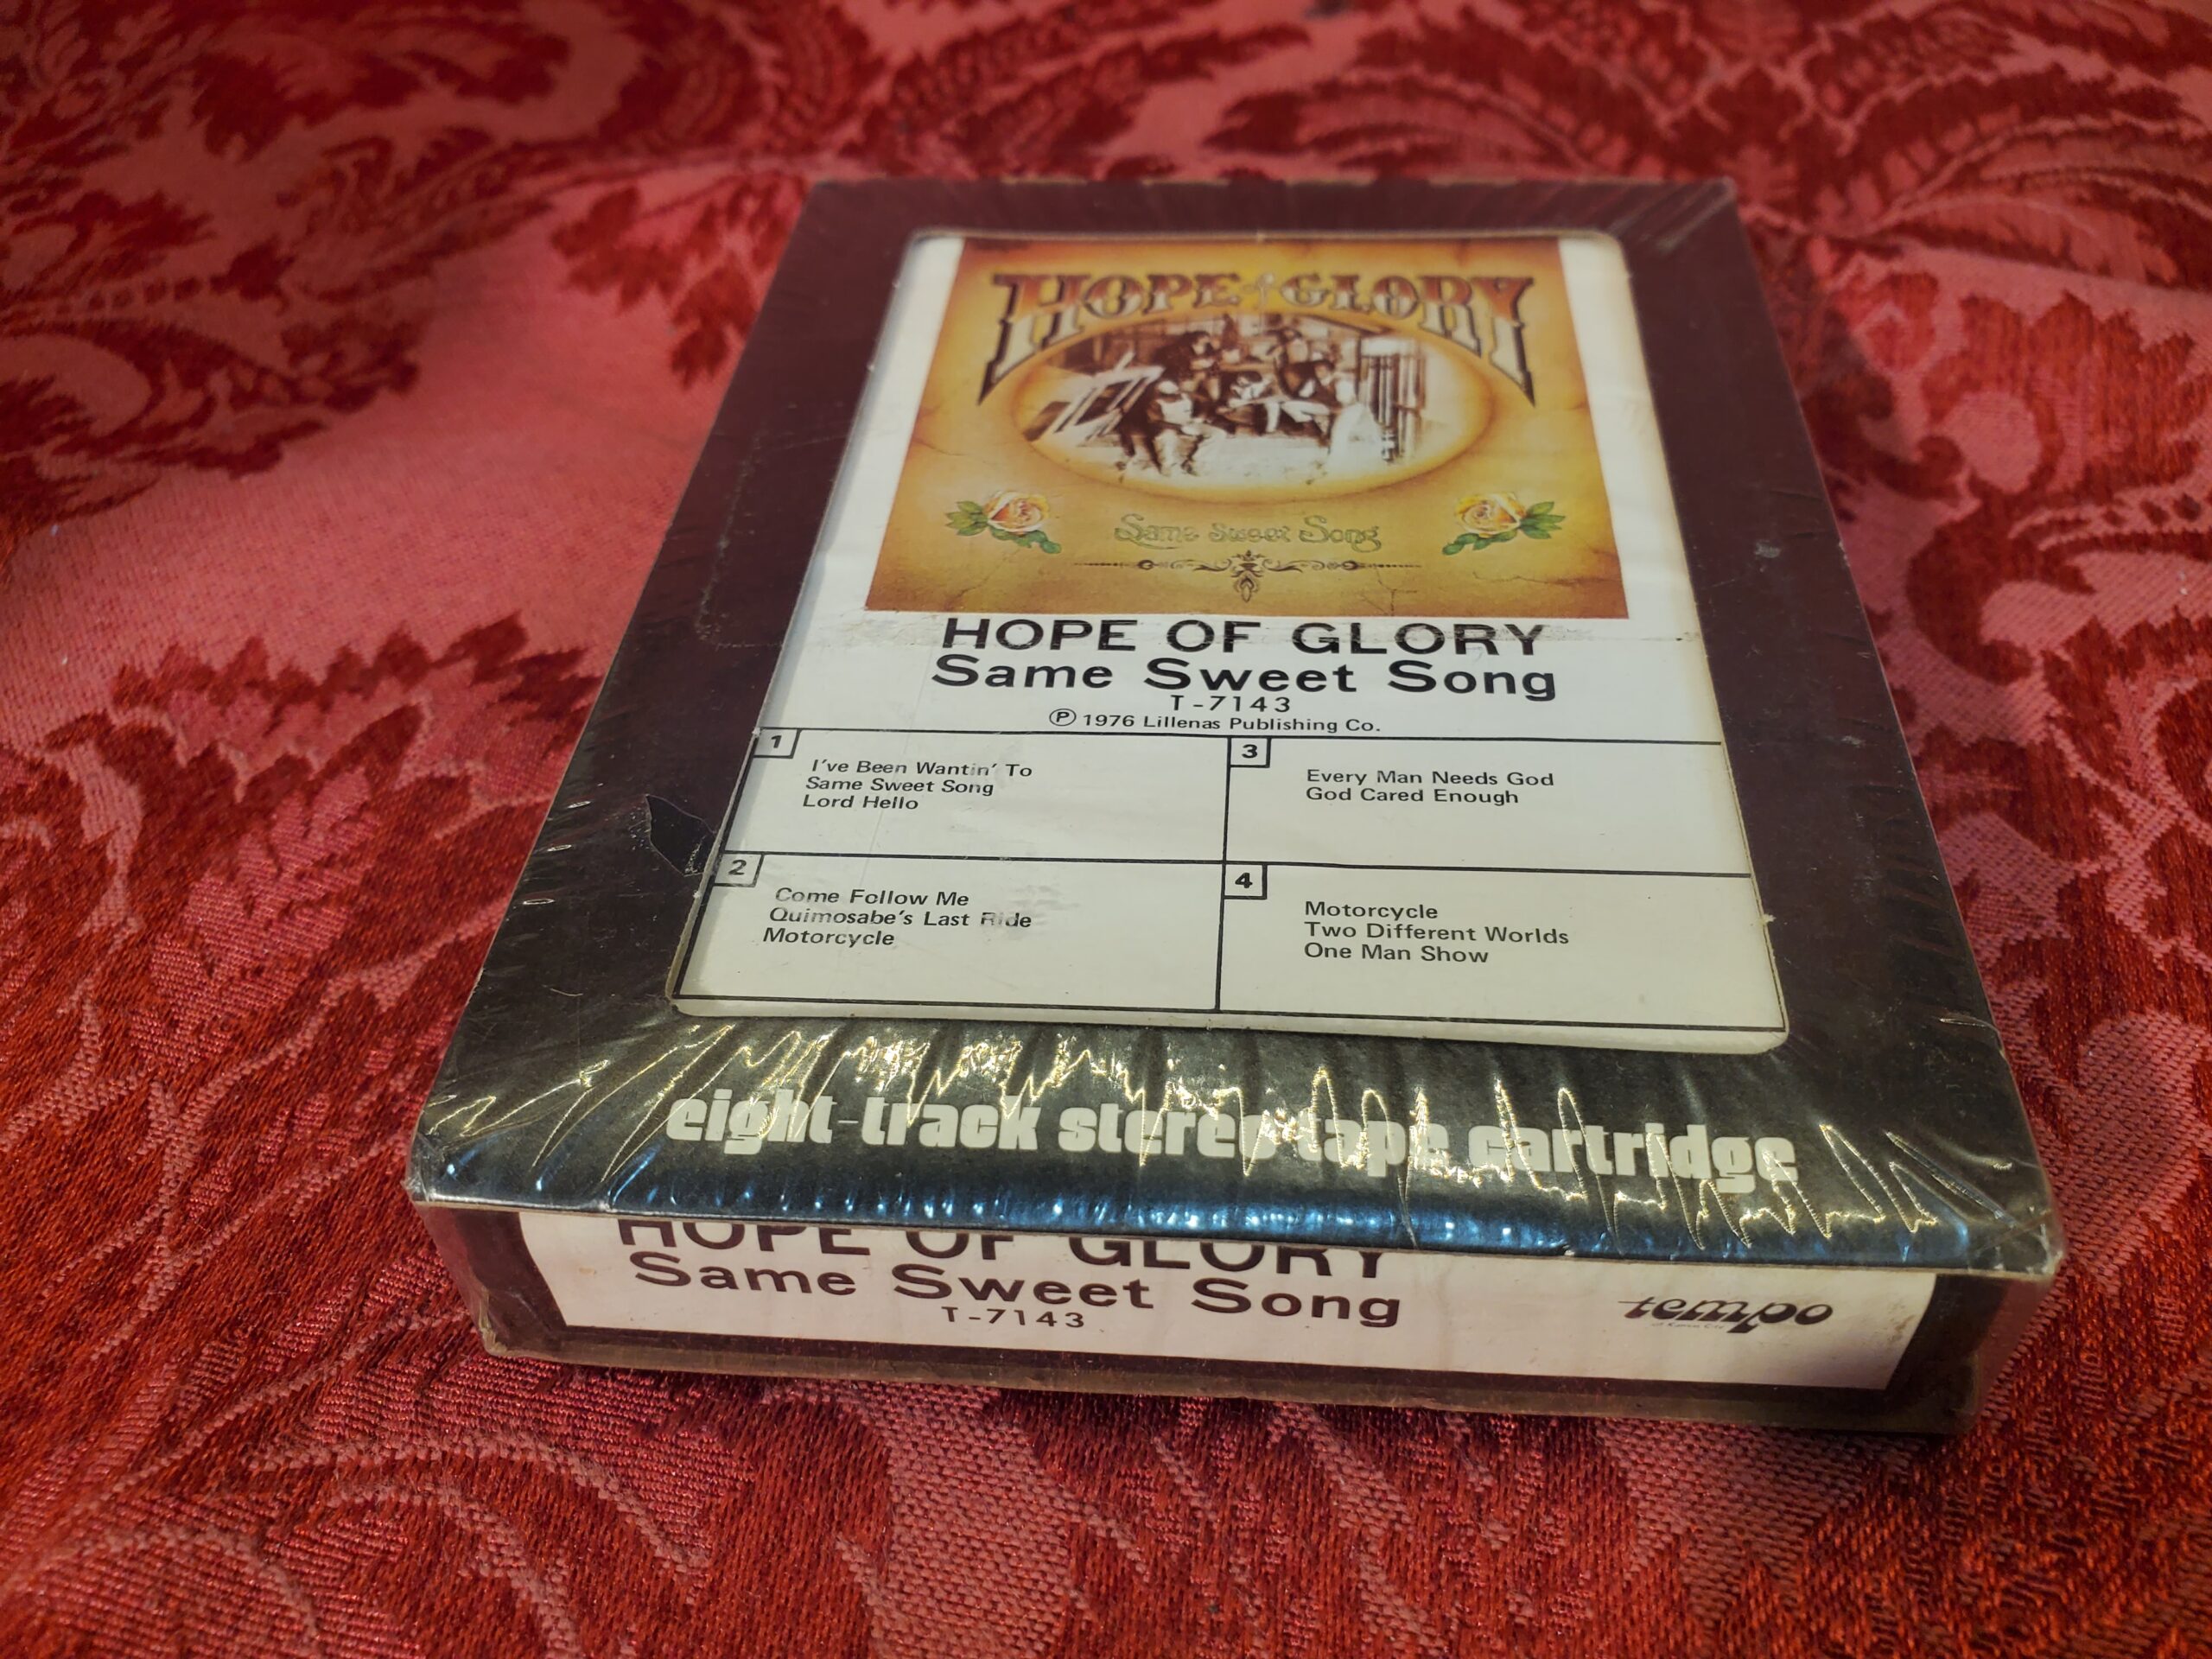 HOPE of GLORY
Same Sweet Song
HOPE OF GLORY
Same Sweet Song
T-7143
Ⓟ 1976 Lillenas Publishing Co.
1
I've Been Wantin' To
Same Sweet Song
Lord Hello
2
Come Follow Me
Quimosabe's Last Ride
Motorcycle
3
Every Man Needs God
God Cared Enough
4
Motorcycle
Two Different Worlds
One Man Show
eight-track stereo tape cartridge
HOPE OF GLORY
Same Sweet Song
T-7143
tempo